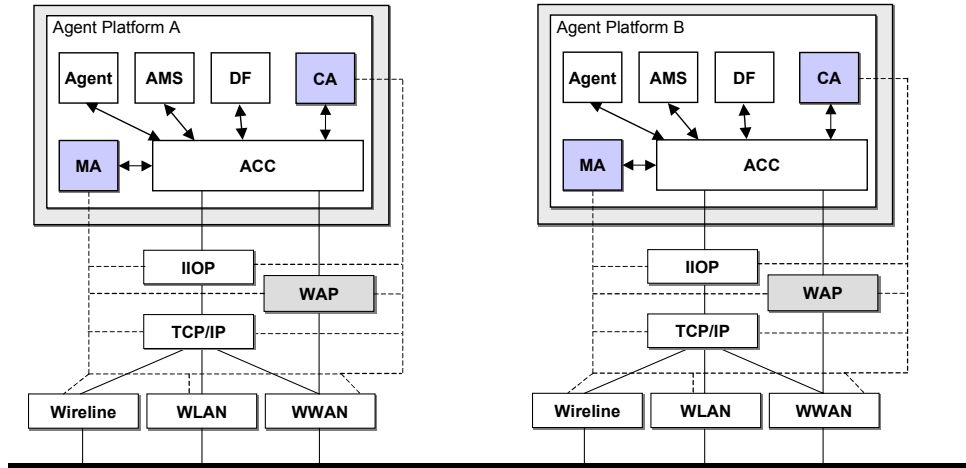 Agent Platform A
Agent AMS DF CA
MA ACC
IIOP
WAP
TCP/IP
Wireline WLAN WWAN
Agent Platform B
Agent AMS DF CA
MA ACC
IIOP
WAP
TCP/IP
Wireline WLAN WWAN